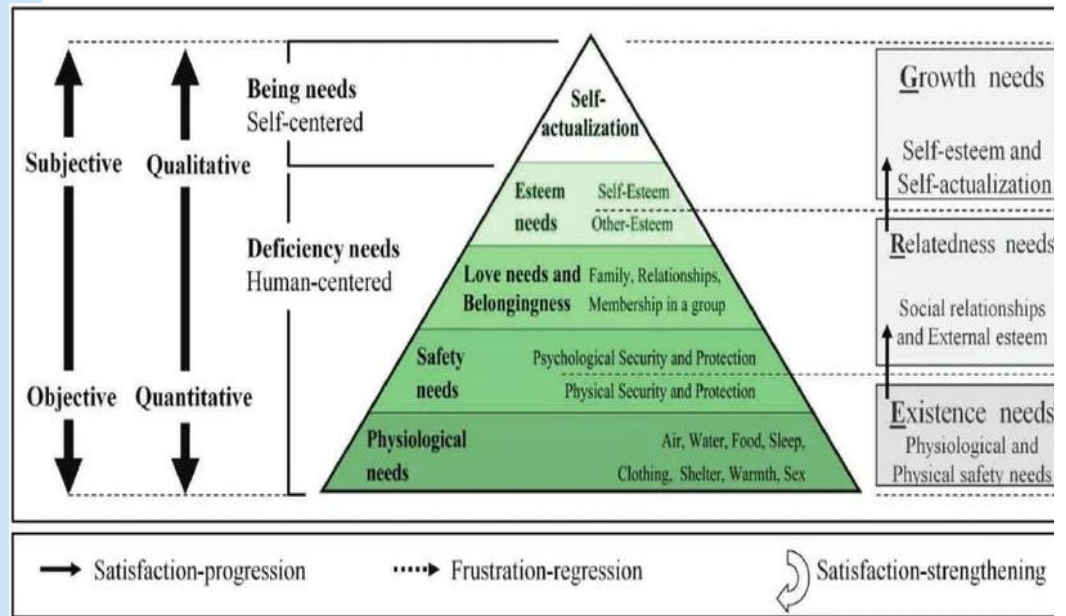 Being needs
Self-centered
Subjective
Qualitative
Deficiency needs
Human-centered
Objective
Quantitative
Self-
actualization
Esteem
needs
Self-Esteem
Other-Esteem
Love needs and
Belongingness
Family, Relationships,
Membership in a group
Safety
needs
Psychological Security and Protection
Physical Security and Protection
Physiological
needs
Air, Water, Food, Sleep,
Clothing, Shelter, Warmth, Sex
Growth needs
Self-esteem and
Self-actualization
Relatedness needs
Social relationships
and External esteem
Existence needs
Physiological and
Physical safety needs
Satisfaction-progression
Frustration-regression
Satisfaction-strengthening